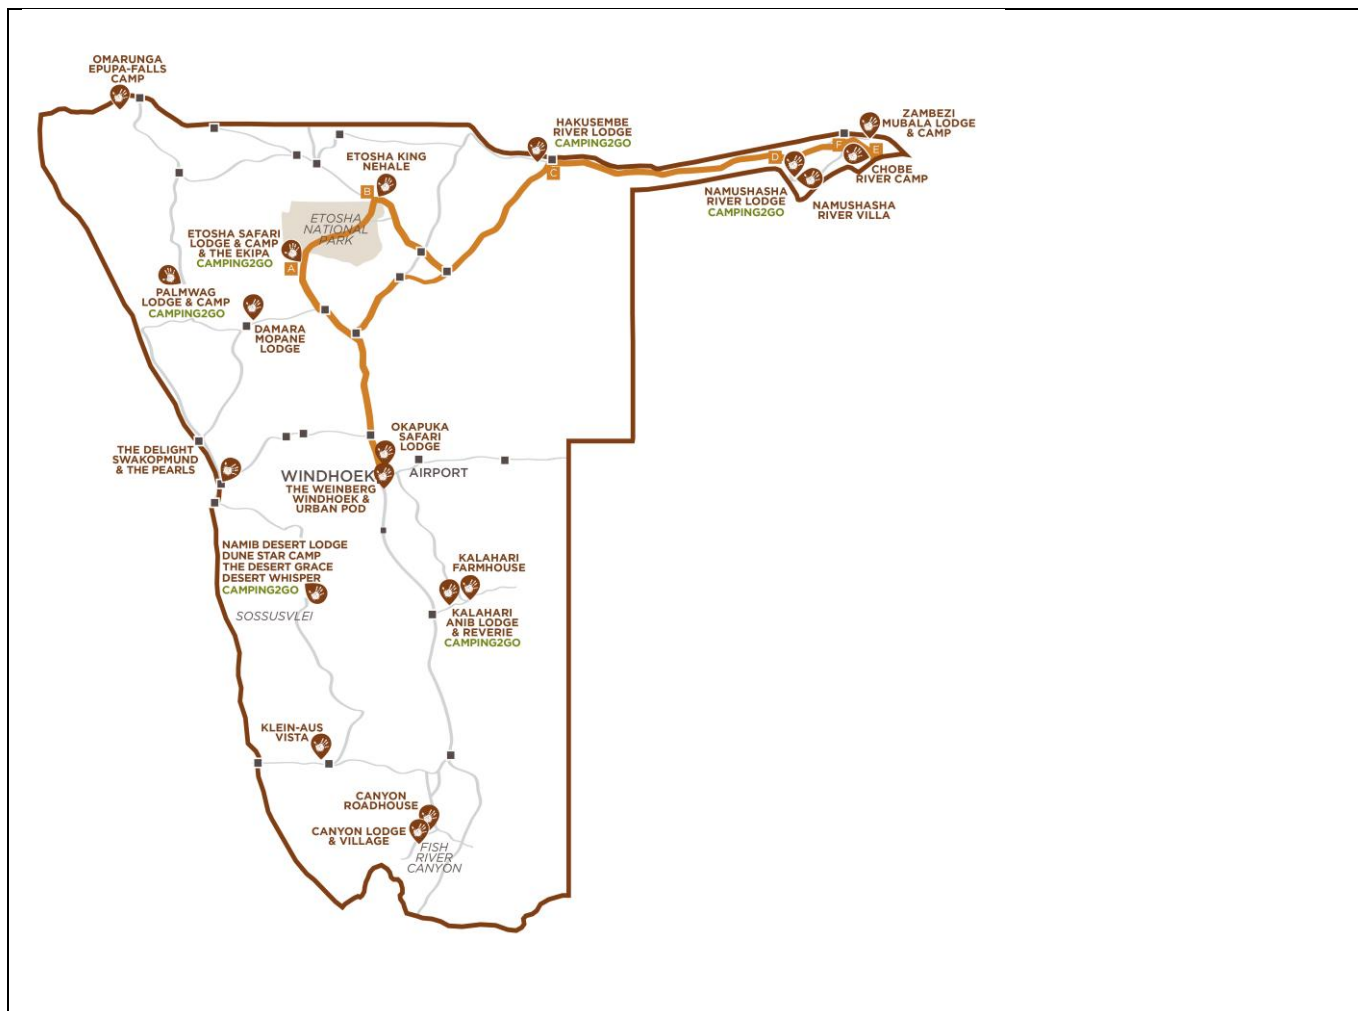 OMARUNGA
EPUPA-FALLS
CAMP
HAKUSEMBE
RIVER LODGE
CAMPING2GO
ZAMBEZI
MUBALA LODGE
& CAMP
ETOSHA KING
NEHALE
B
C
D
F
E
CHOBE
RIVER CAMP
NAMUSHASHA
RIVER LODGE
CAMPING2GO
NAMUSHASHA
RIVER VILLA
ETOSHA
NATIONAL
PARK
ETOSHA SAFARI
LODGE & CAMP
& THE EKIPA
CAMPING2GO
A
PALMWAG
LODGE & CAMP
CAMPING2GO
DAMARA
MOPANE
LODGE
OKAPUKA
SAFARI
LODGE
THE DELIGHT
SWAKOPMUND
& THE PEARLS
WINDHOEK
AIRPORT
THE WEINBERG
WINDHOEK &
URBAN POD
NAMIB DESERT LODGE
DUNE STAR CAMP
THE DESERT GRACE
DESERT WHISPER
CAMPING2GO
SOSSUSVLEI
KALAHARI
FARMHOUSE
KALAHARI
ANIB LODGE
& REVERIE
CAMPING2GO
KLEIN-AUS
VISTA
CANYON
ROADHOUSE
CANYON LODGE
& VILLAGE
FISH
RIVER
CANYON